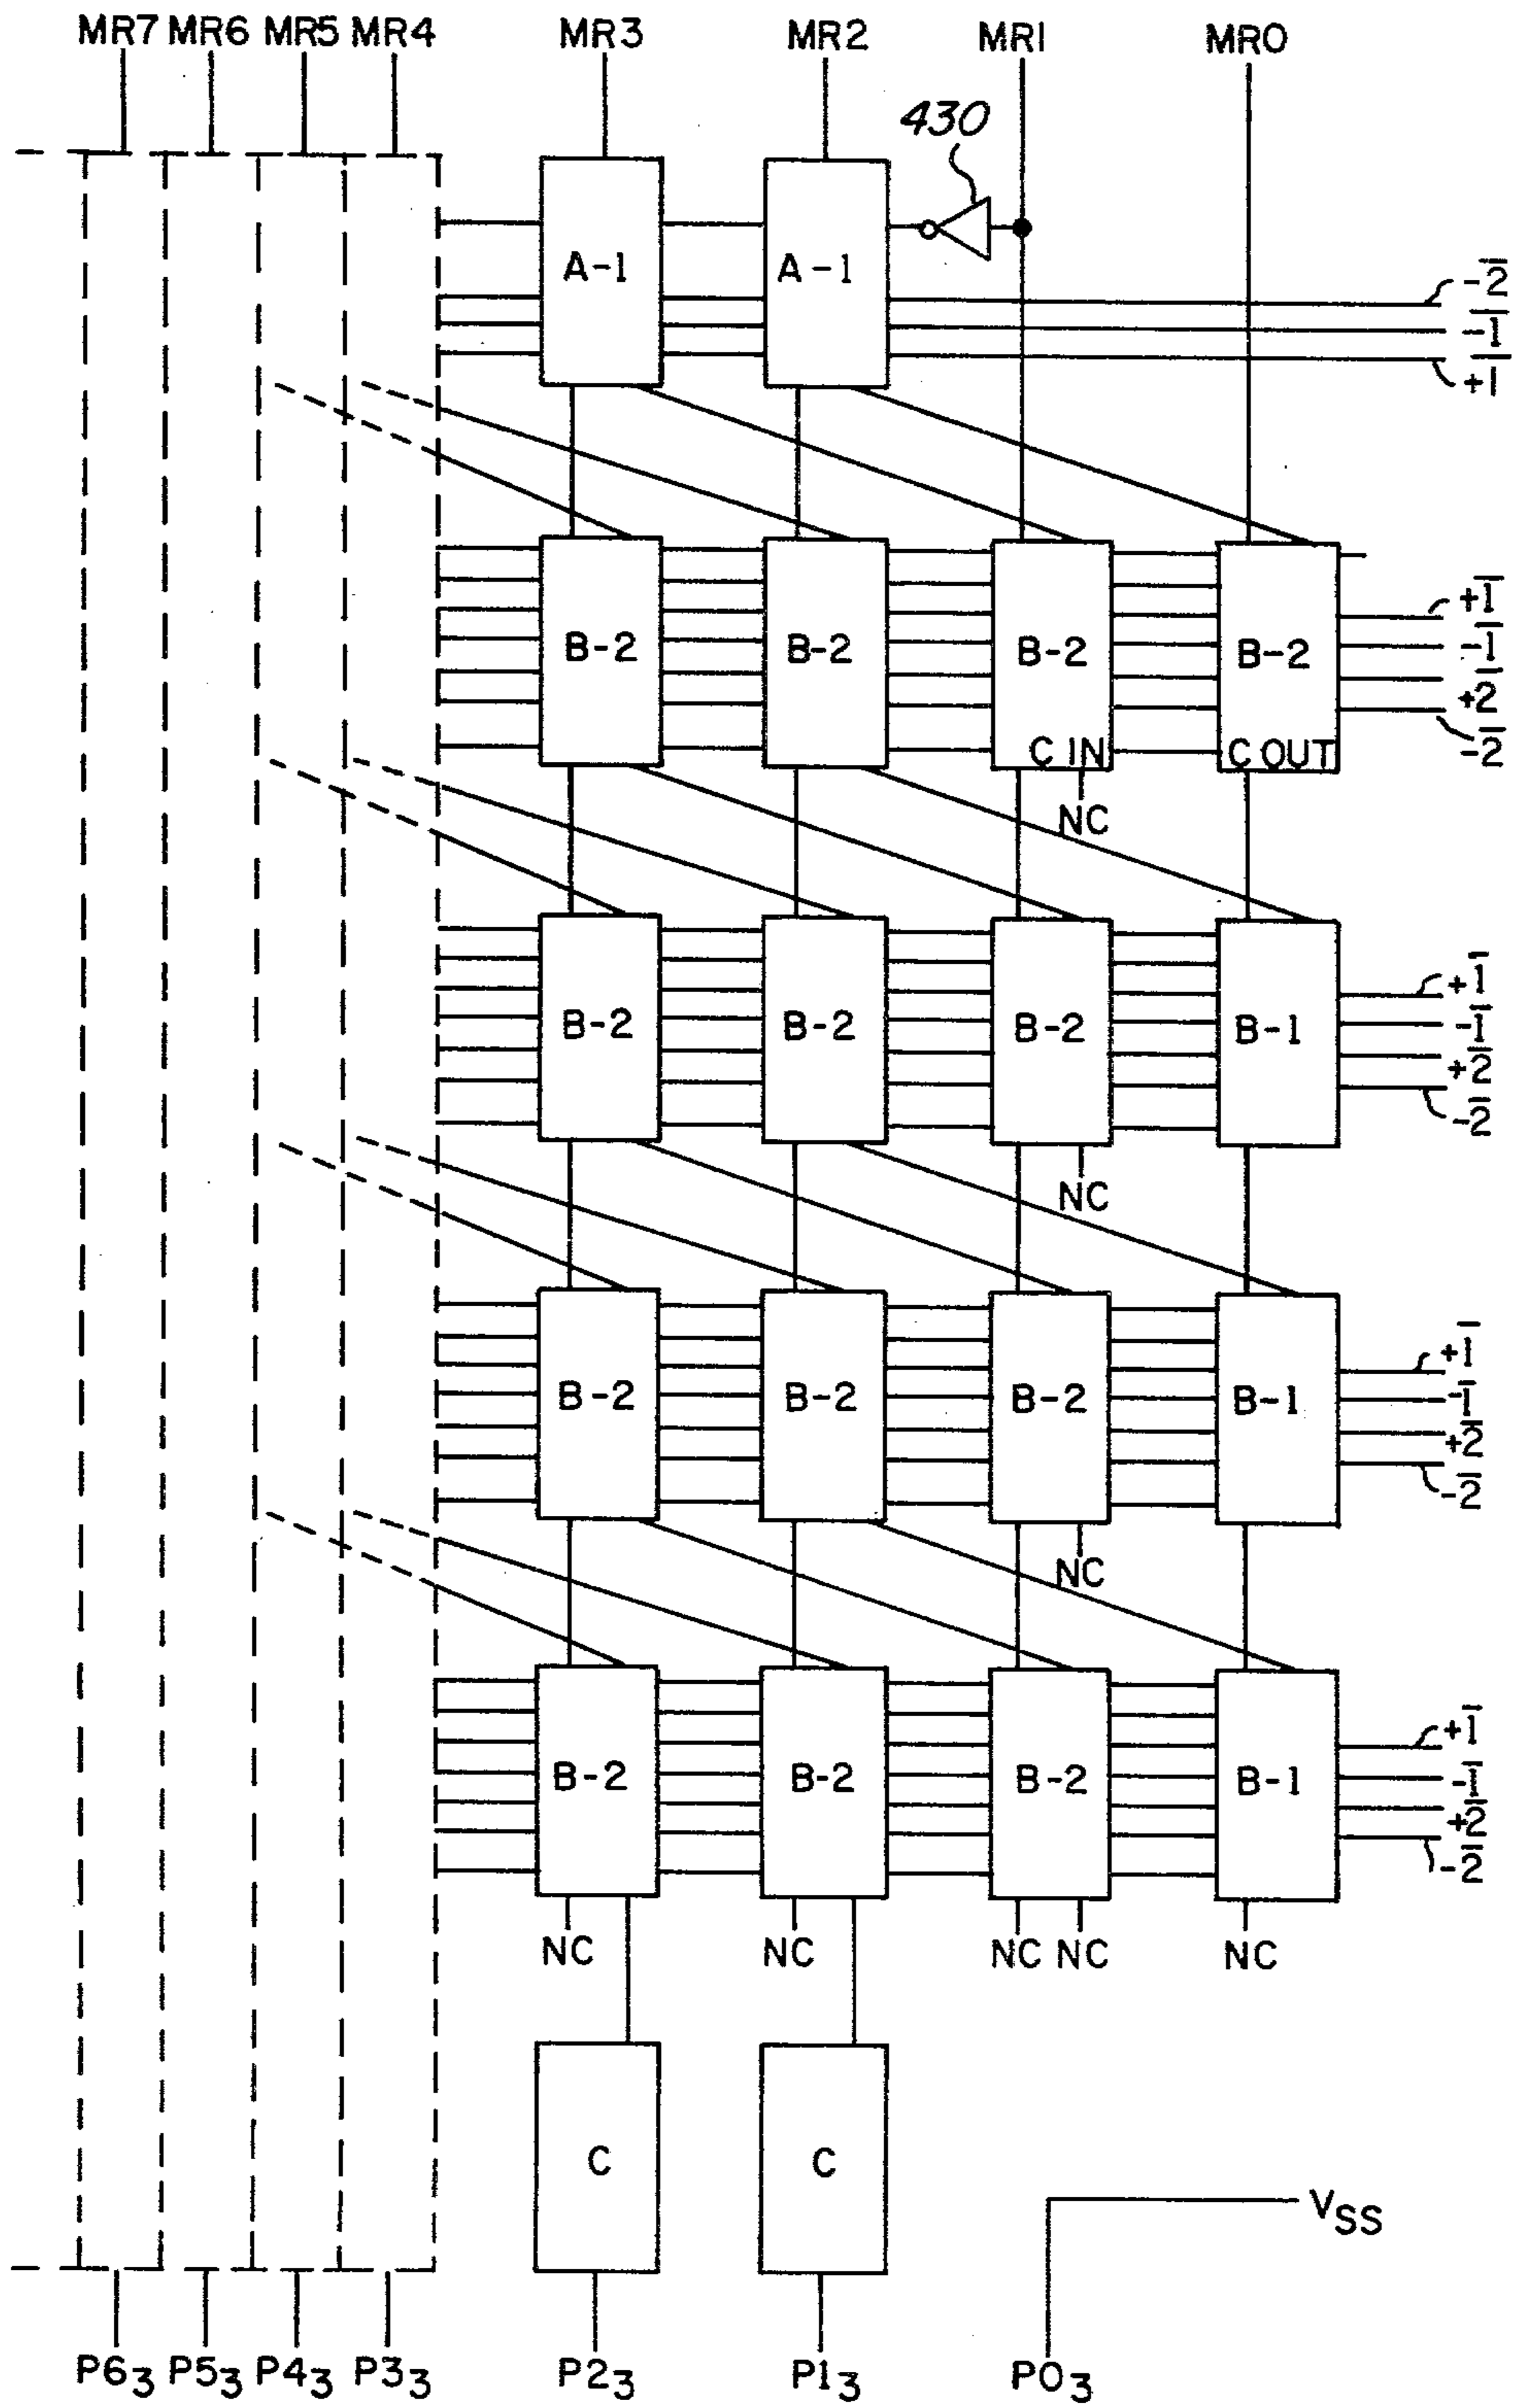 MR7 MR6 MR5 MR4 MR3 MR2 MR1 MR0
430
A-1 A-1
-2̅
-1̅
+1̅
B-2 B-2 B-2 B-2
+1̅
-1̅
+2̅
-2̅
C IN C OUT
NC
B-2 B-2 B-2 B-1
+1̅
-1̅
+2̅
-2̅
NC
B-2 B-2 B-2 B-1
+1̅
-1̅
+2̅
-2̅
NC
B-2 B-2 B-2 B-1
+1̅
-1̅
+2̅
-2̅
NC NC NC NC NC
C C
VSS
P6₃ P5₃ P4₃ P3₃ P2₃ P1₃ P0₃